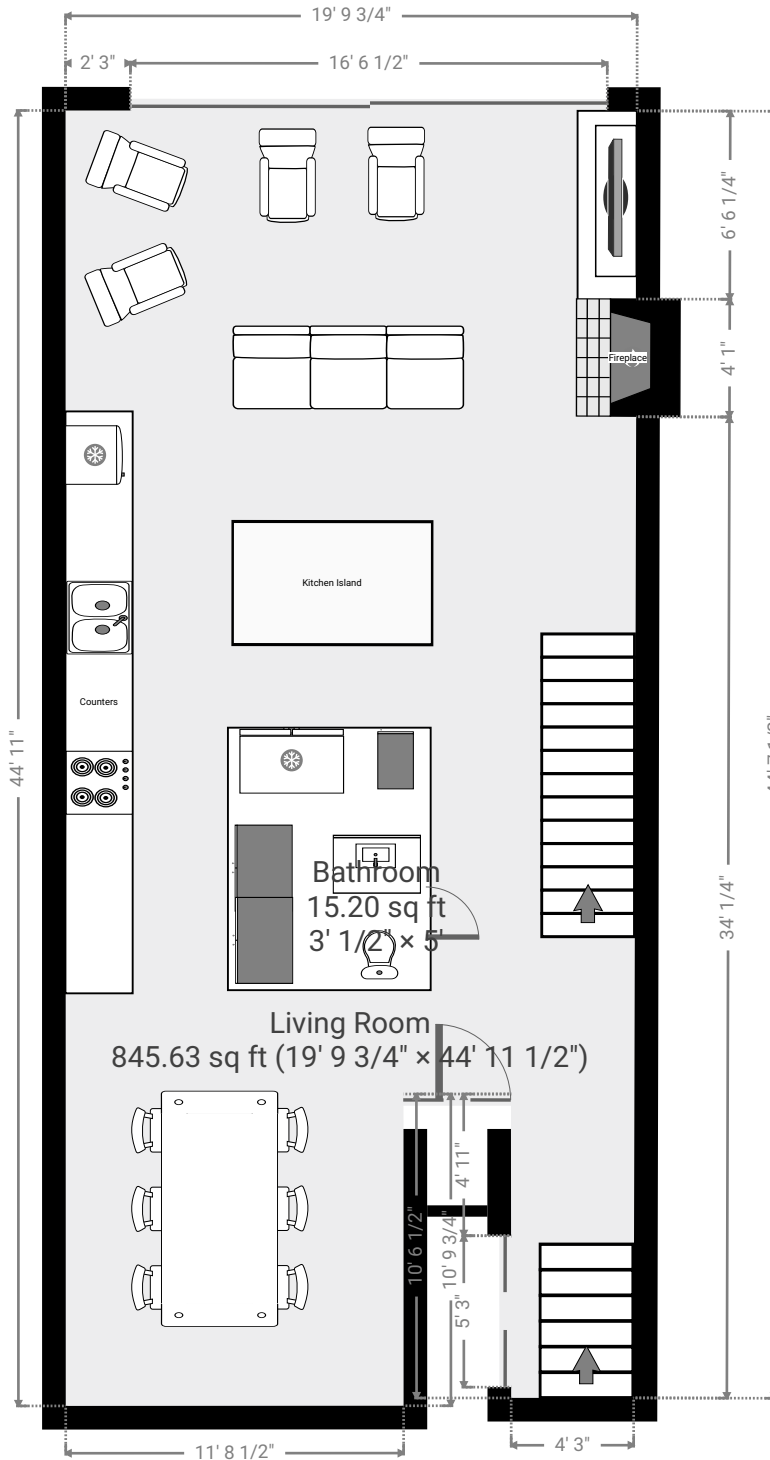 19' 9 3/4"
2' 3"
16' 6 1/2"
6' 6 1/4"
Fireplace
4' 1"
Kitchen Island
Counters
44' 11"
Bathroom
15.20 sq ft
3' 1/2" × 5'
34' 1/4"
Living Room
845.63 sq ft (19' 9 3/4" × 44' 11 1/2")
4' 11"
10' 6 1/2"
10' 9 3/4"
5' 3"
11' 8 1/2"
4' 3"